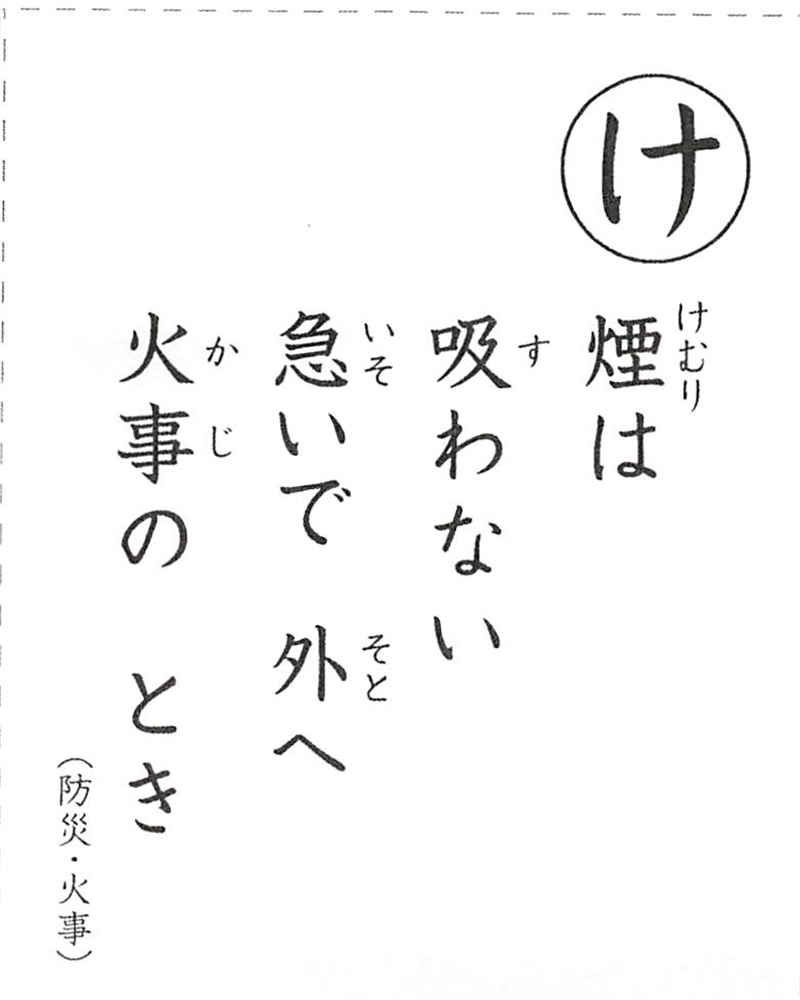 け
煙は
けむり
吸わない
す
急いで 外へ
いそ そと
火事の とき
かじ
（防災・火事）